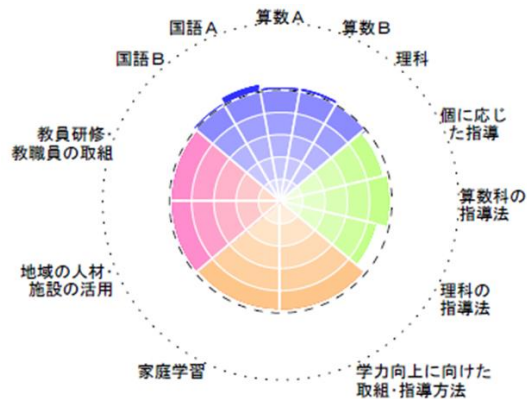 算数A
国語A
算数B
国語B
理科
個に応じ
た指導
教員研修・
教職員の取組
算数科の
指導法
地域の人材・
施設の活用
理科の
指導法
家庭学習
学力向上に向けた
取組・指導方法